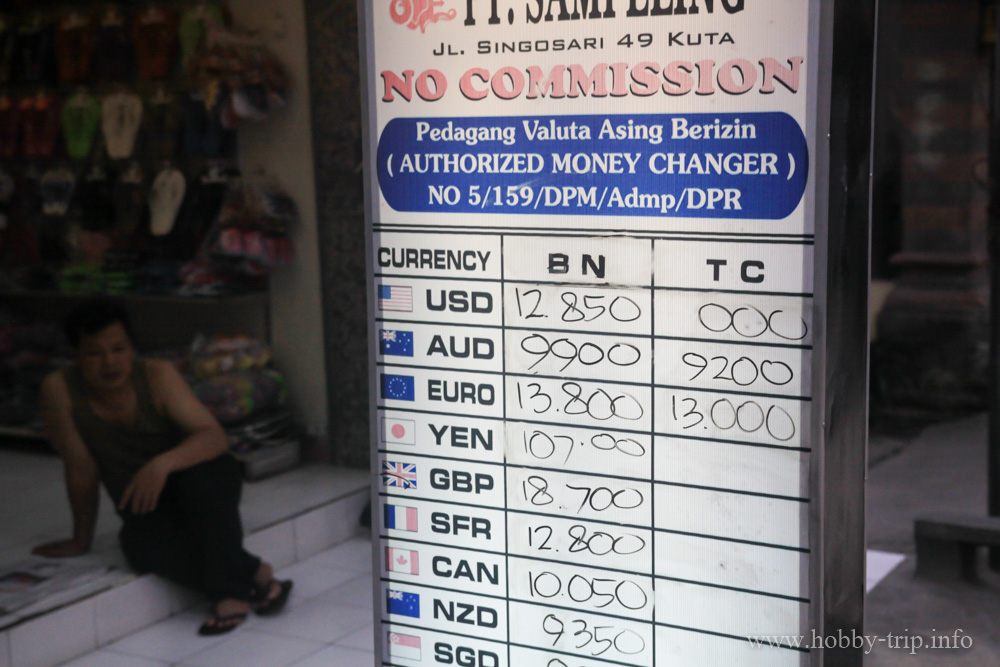 PT. SAMPELING
JL. SINGOSARI 49 KUTA
NO COMMISSION
Pedagang Valuta Asing Berizin
( AUTHORIZED MONEY CHANGER )
NO 5/159/DPM/Admp/DPR
CURRENCY BN TC
USD 12.850 000
AUD 9900 9200
EURO 13.800 13.000
YEN 107.00
GBP 18.700
SFR 12.800
CAN 10.050
NZD 9350
SGD
www.hobby-trip.info